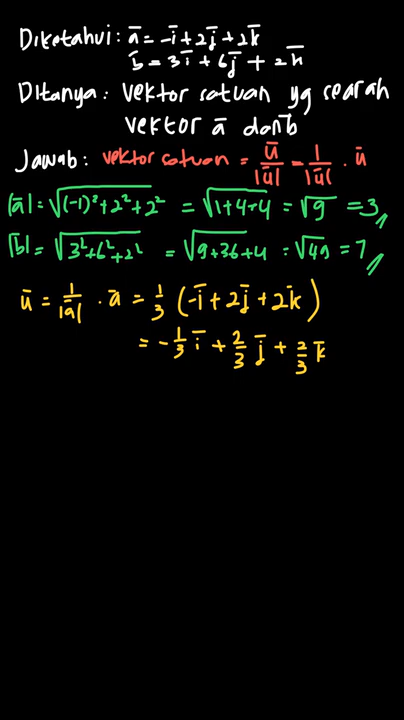 Diketahui: a̅ = -i̅ + 2j̅ + 2k̅
b̅ = 3i̅ + 6j̅ + 2k̅
Ditanya: vektor satuan yg searah
vektor a̅ dan b̅
Jawab: vektor satuan = u̅/|u̅| = 1/|u̅| . u̅
|a̅| = √((-1)² + 2² + 2²) = √(1+4+4) = √9 = 3
|b̅| = √(3² + 6² + 2²) = √(9+36+4) = √49 = 7
u̅ = 1/|a̅| . a̅ = 1/3 (-i̅ + 2j̅ + 2k̅)
= -1/3 i̅ + 2/3 j̅ + 2/3 k̅